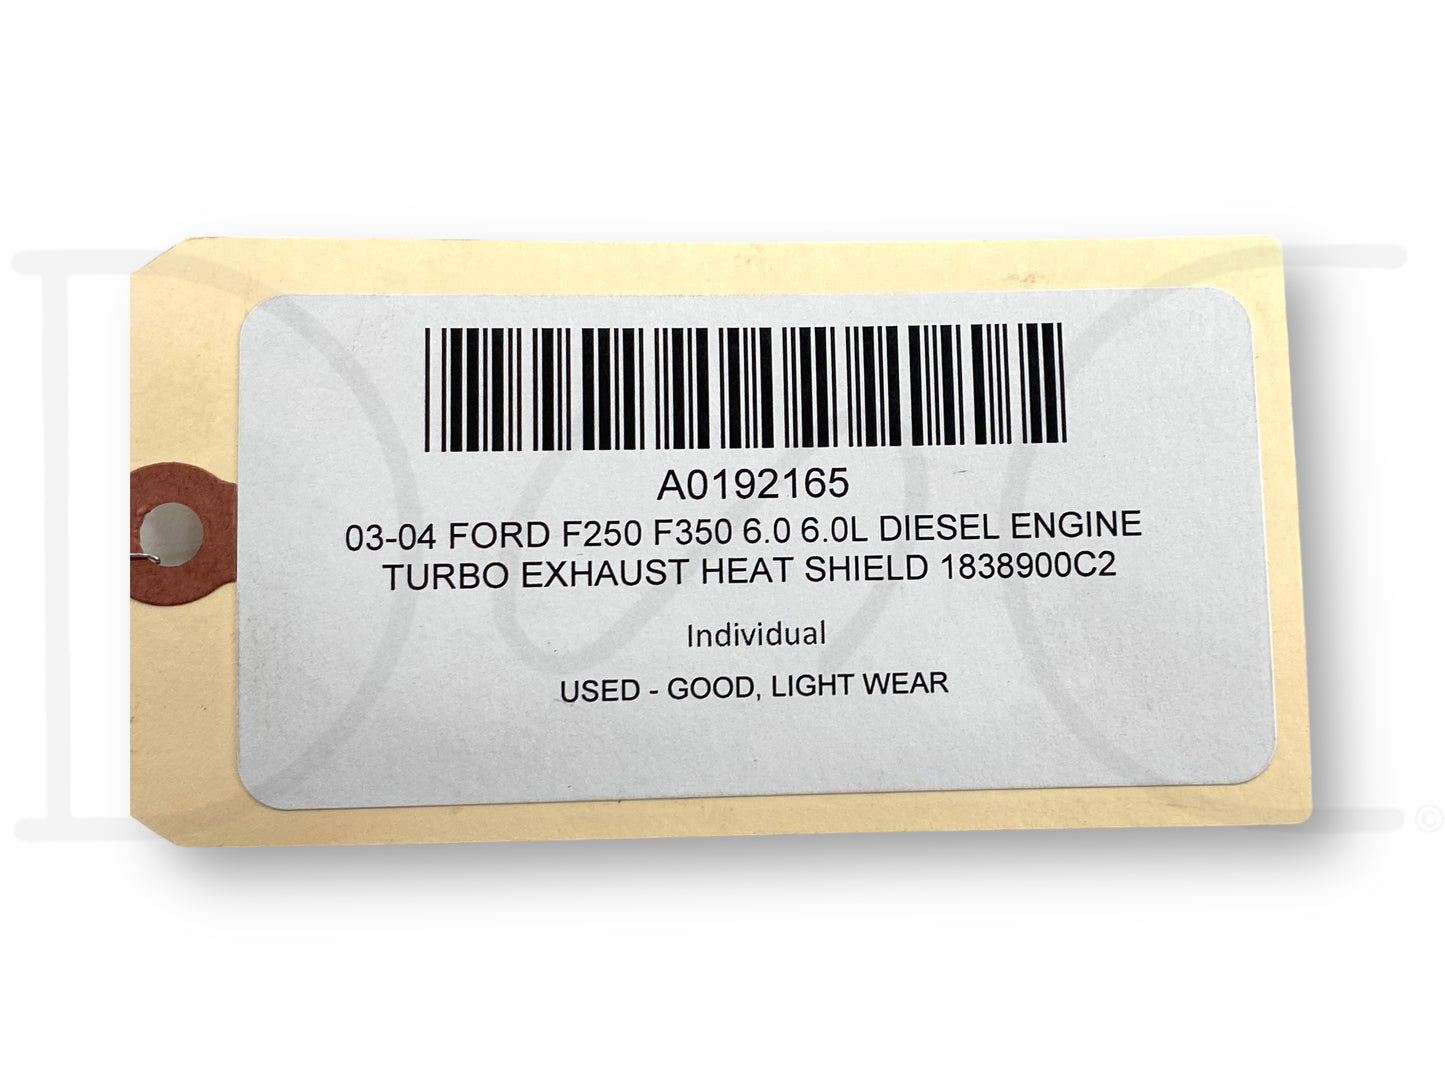 A0192165
03-04 FORD F250 F350 6.0 6.0L DIESEL ENGINE
TURBO EXHAUST HEAT SHIELD 1838900C2
Individual
USED - GOOD, LIGHT WEAR
©